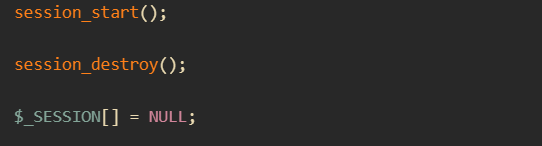 session_start();
session_destroy();
$_SESSION[] = NULL;